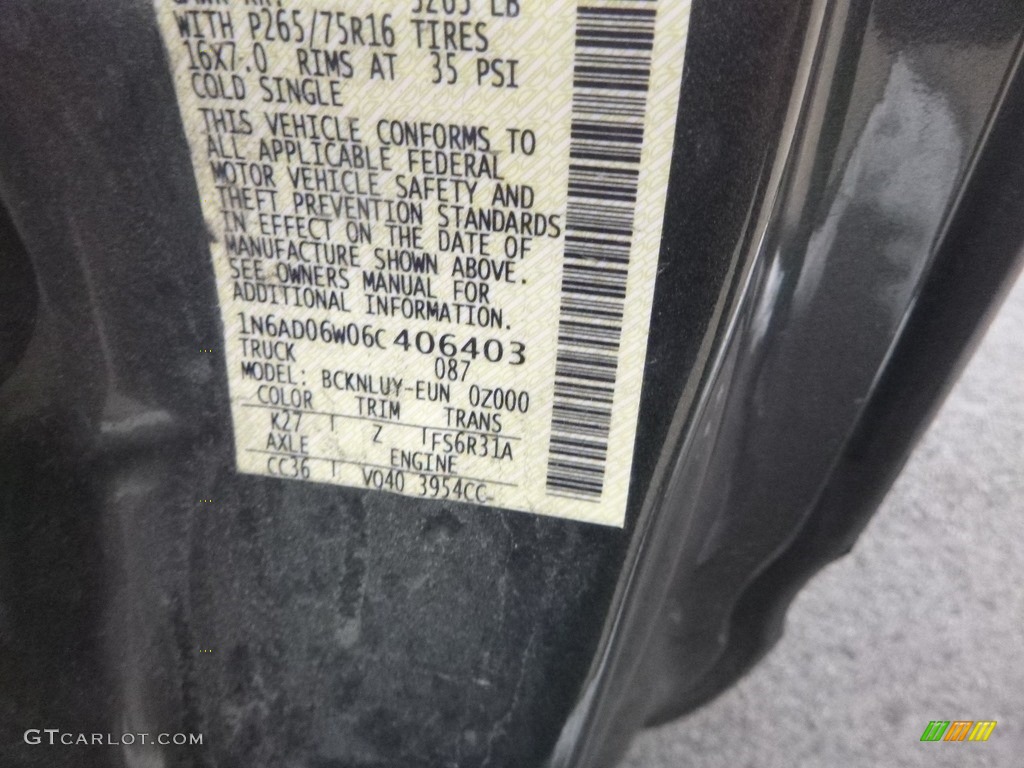 3265 LB
WITH P265/75R16 TIRES
16X7.0 RIMS AT 35 PSI
COLD SINGLE
THIS VEHICLE CONFORMS TO
ALL APPLICABLE FEDERAL
MOTOR VEHICLE SAFETY AND
THEFT PREVENTION STANDARDS
IN EFFECT ON THE DATE OF
MANUFACTURE SHOWN ABOVE.
SEE OWNERS MANUAL FOR
ADDITIONAL INFORMATION.
1N6AD06W06C406403
TRUCK 087
MODEL: BCKNLUY-EUN 0Z000
COLOR TRIM TRANS
K27 Z FS6R31A
AXLE ENGINE
CC36 VQ40 3954CC
GTCARLOT.COM